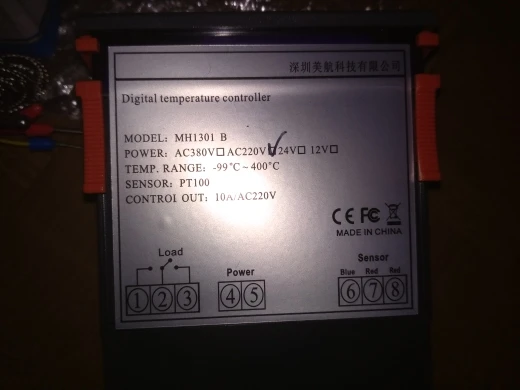 深圳美航科技有限公司
Digital temperature controller
MODEL: MH1301 B
POWER: AC380V□ AC220V☑ 24V□ 12V□
TEMP. RANGE: -99℃~400℃
SENSOR: PT100
CONTROI OUT: 10A/AC220V
CE FC
MADE IN CHINA
Load
Power
Sensor
Blue Red Red
① ② ③ ④ ⑤ ⑥ ⑦ ⑧